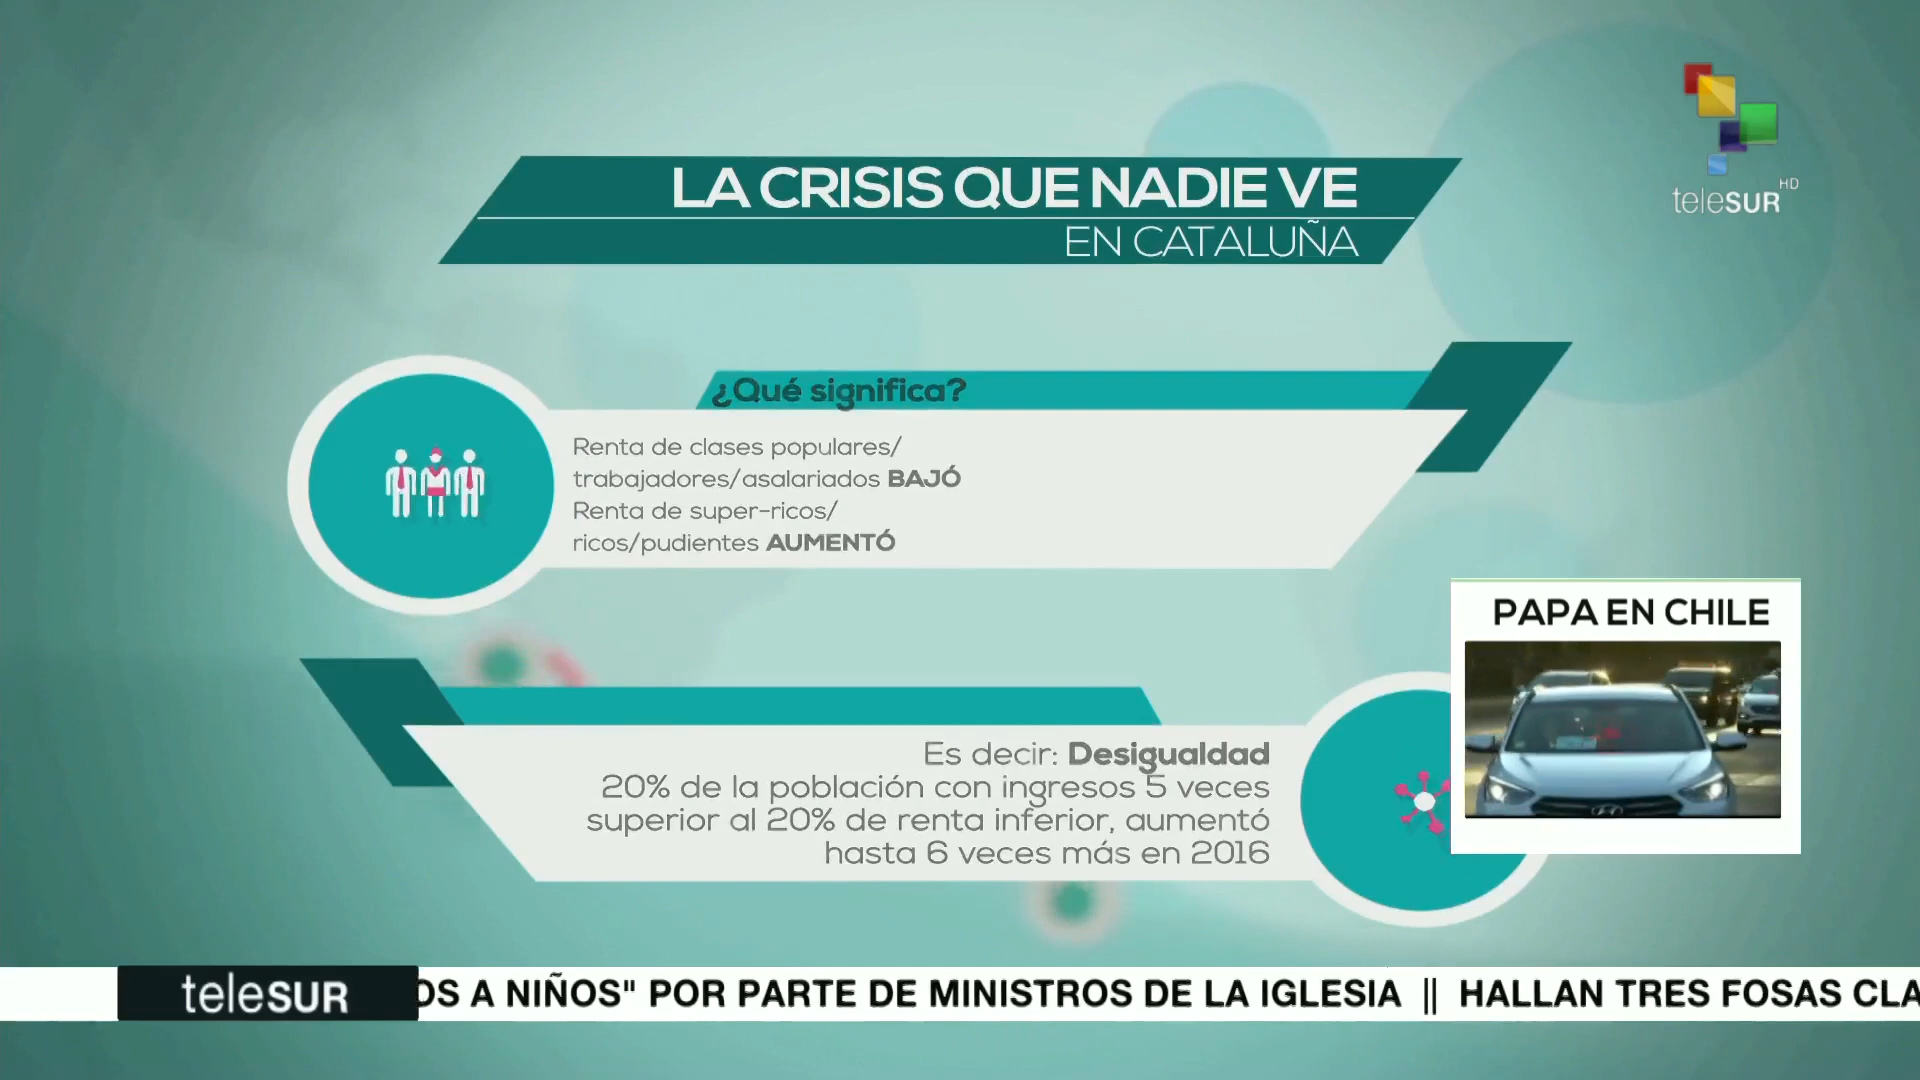 LA CRISIS QUE NADIE VE
EN CATALUÑA
teleSUR HD
¿Qué significa?
Renta de clases populares/
trabajadores/asalariados BAJÓ
Renta de super-ricos/
ricos/pudientes AUMENTÓ
PAPA EN CHILE
Es decir: Desigualdad
20% de la población con ingresos 5 veces
superior al 20% de renta inferior, aumentó
hasta 6 veces más en 2016
teleSUR
OS A NIÑOS" POR PARTE DE MINISTROS DE LA IGLESIA || HALLAN TRES FOSAS CLA